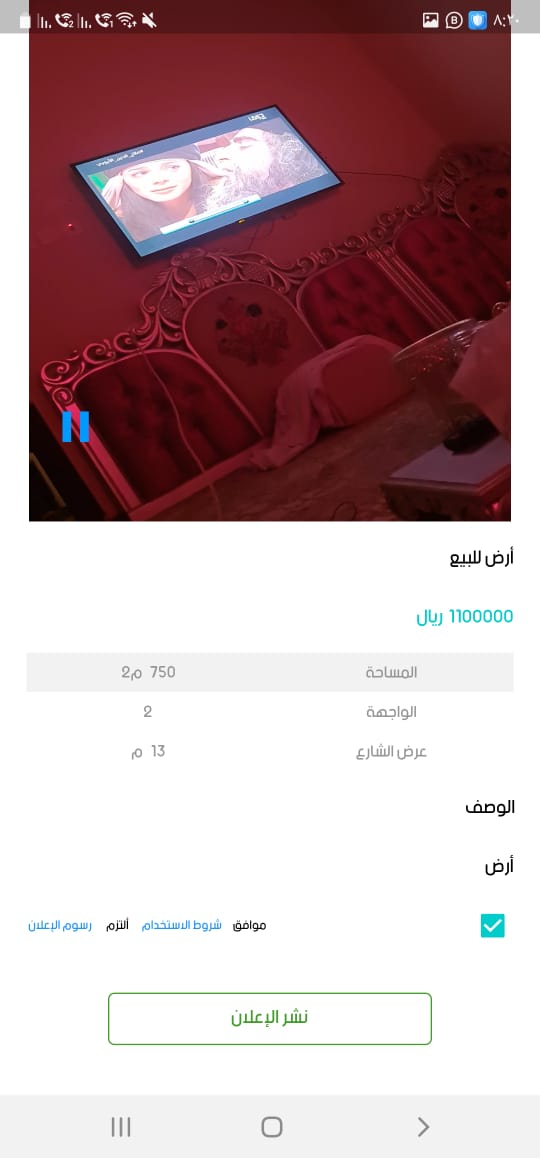 ٨:٢٠
أرض للبيع
1100000 ريال
المساحة 750 م2
الواجهة 2
عرض الشارع 13 م
الوصف
أرض
موافق شروط الاستخدام ألتزم رسوم الإعلان
نشر الإعلان